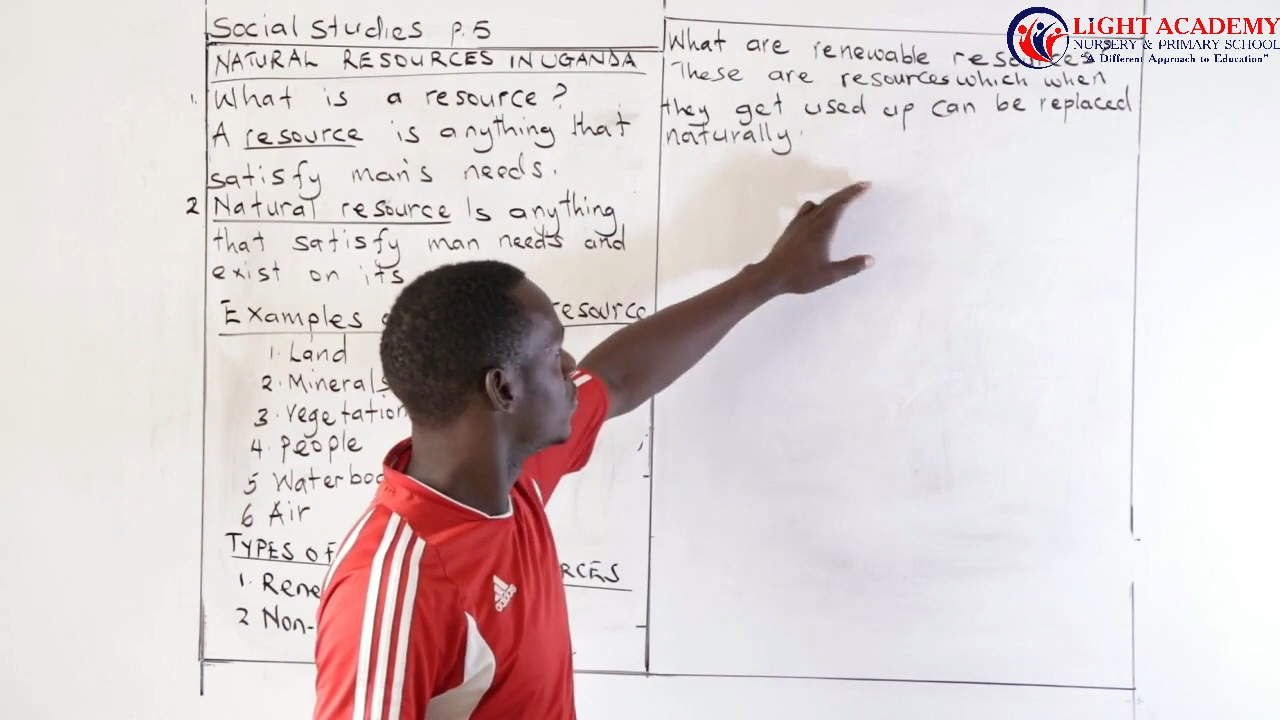 Social Studies p.5
NATURAL RESOURCES IN UGANDA
1. What is a resource?
A resource is anything that
satisfy man's needs.
2 Natural resource Is anything
that satisfy man needs and
exist on its
Examples esource
1. Land
2. Minerals
3. Vegetation
4. People
5 Waterbod
6 Air
TYPES OF RCES
1. Rene
2 Non-
What are renewable
These are resources which when
they get used up can be replaced
naturally.
LIGHT ACADEMY
NURSERY & PRIMARY SCHOOL
"A Different Approach to Education"
adidas